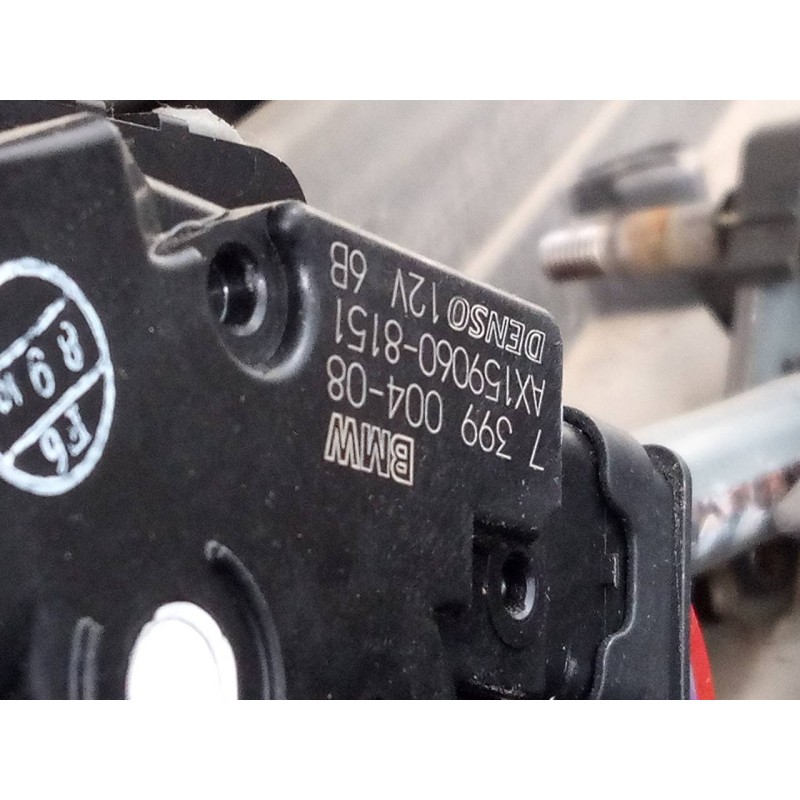 BMW
7 399 004-08
AX159060-8151
DENSO 12V 6B